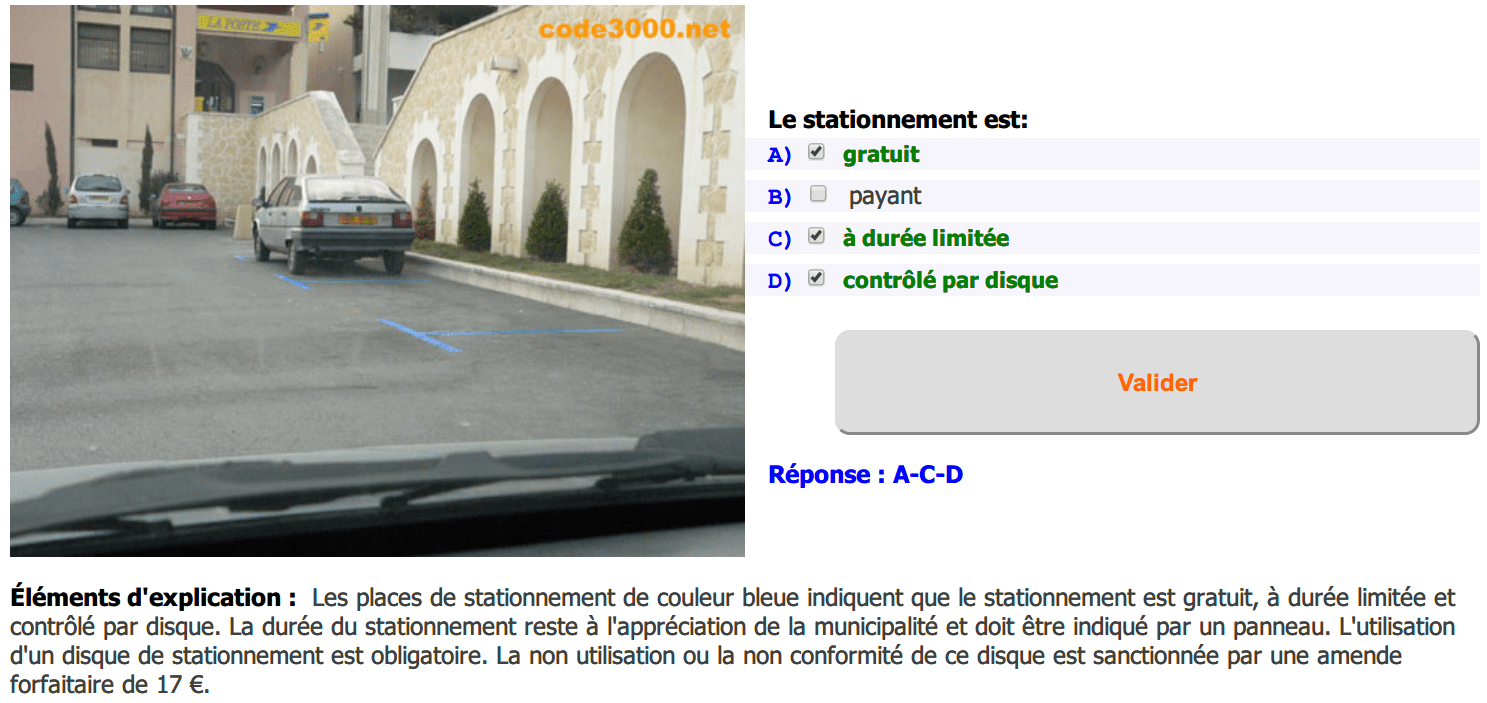 LA POSTE
code3000.net
Le stationnement est:
A) gratuit
B) payant
C) à durée limitée
D) contrôlé par disque
Valider
Réponse : A-C-D
Éléments d'explication : Les places de stationnement de couleur bleue indiquent que le stationnement est gratuit, à durée limitée et
contrôlé par disque. La durée du stationnement reste à l'appréciation de la municipalité et doit être indiqué par un panneau. L'utilisation
d'un disque de stationnement est obligatoire. La non utilisation ou la non conformité de ce disque est sanctionnée par une amende
forfaitaire de 17 €.